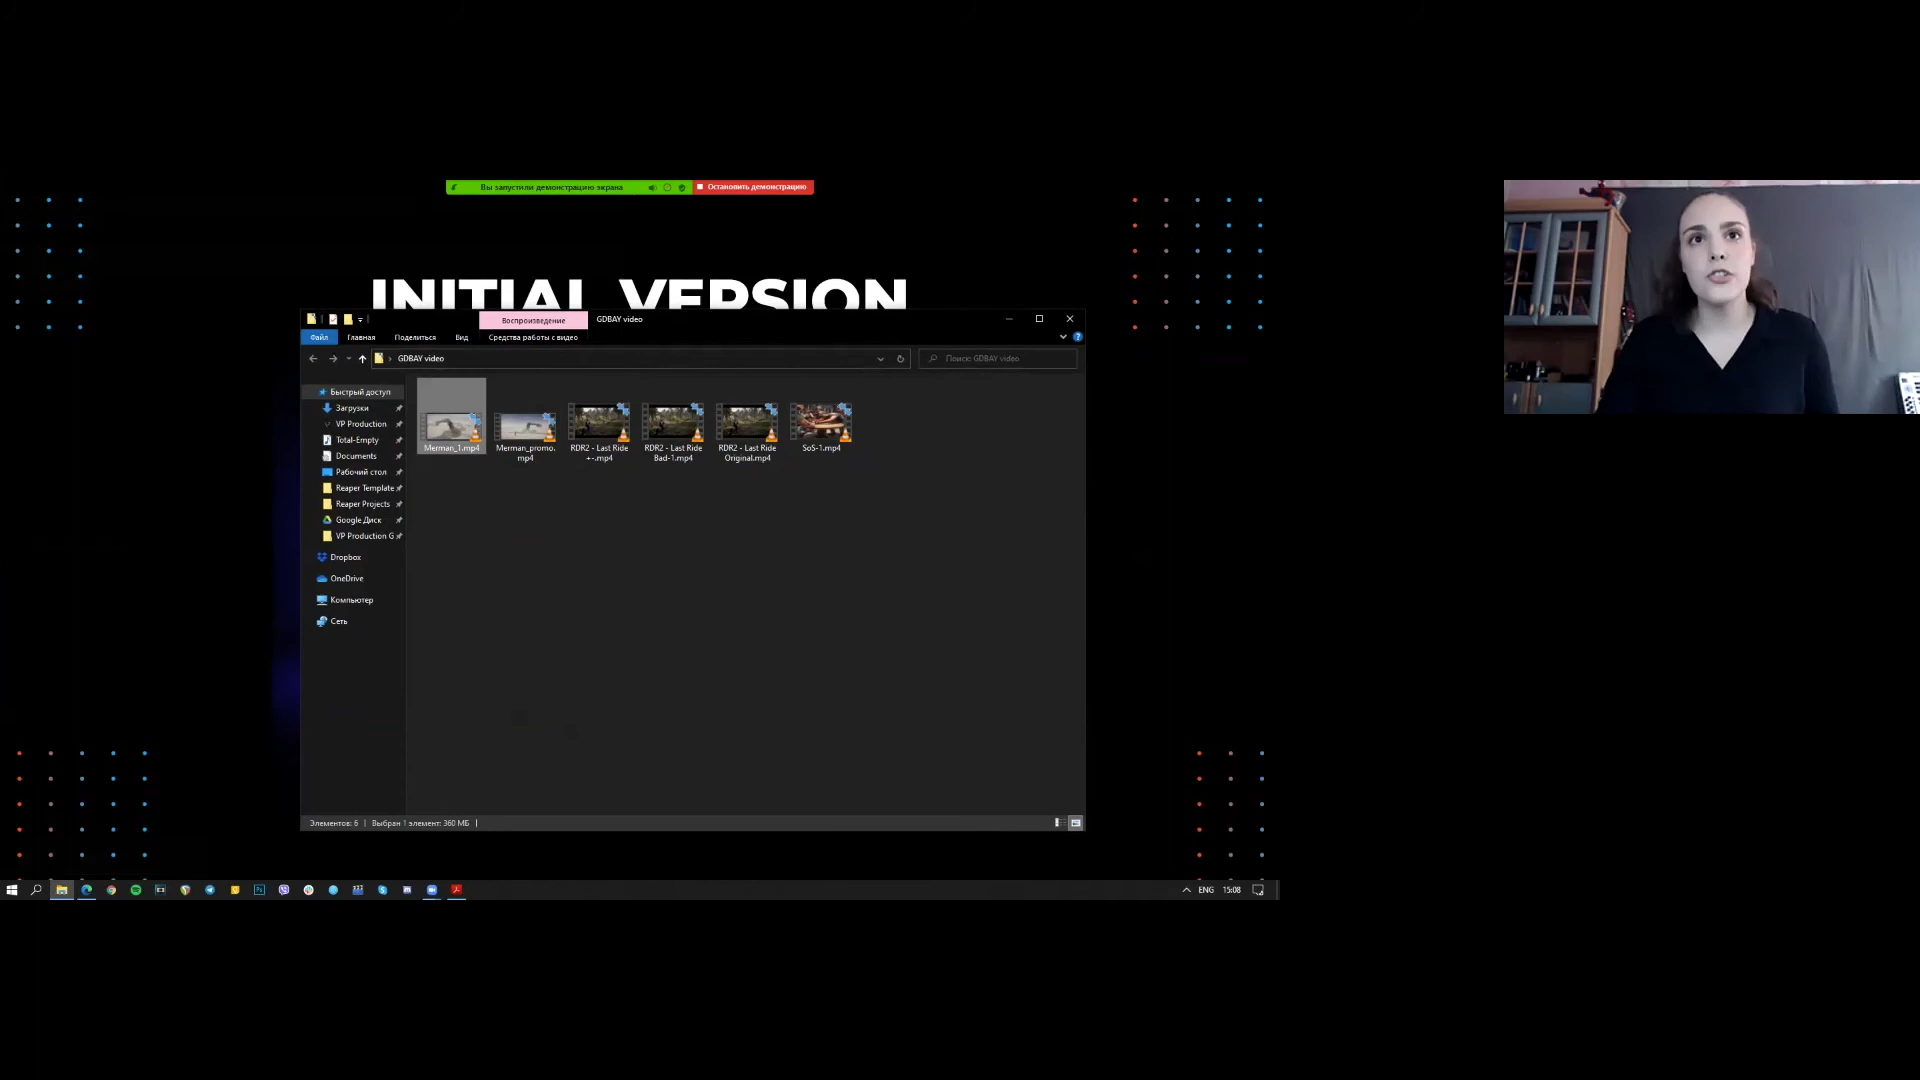 Вы запустили демонстрацию экрана
Остановить демонстрацию
INITIAL VERSION
Воспроизведение
GDBAY video
Файл
Главная
Поделиться
Вид
Средства работы с видео
GDBAY video
Поиск: GDBAY video
Быстрый доступ
Загрузки
VP Production
Total-Empty
Documents
Рабочий стол
Reaper Template
Reaper Projects
Google Диск
VP Production G
Dropbox
OneDrive
Компьютер
Сеть
Merman_1.mp4
Merman_promo.
mp4
RDR2 - Last Ride
+-.mp4
RDR2 - Last Ride
Bad-1.mp4
RDR2 - Last Ride
Original.mp4
SoS-1.mp4
Элементов: 6
Выбран 1 элемент: 360 МБ
ENG
15:08